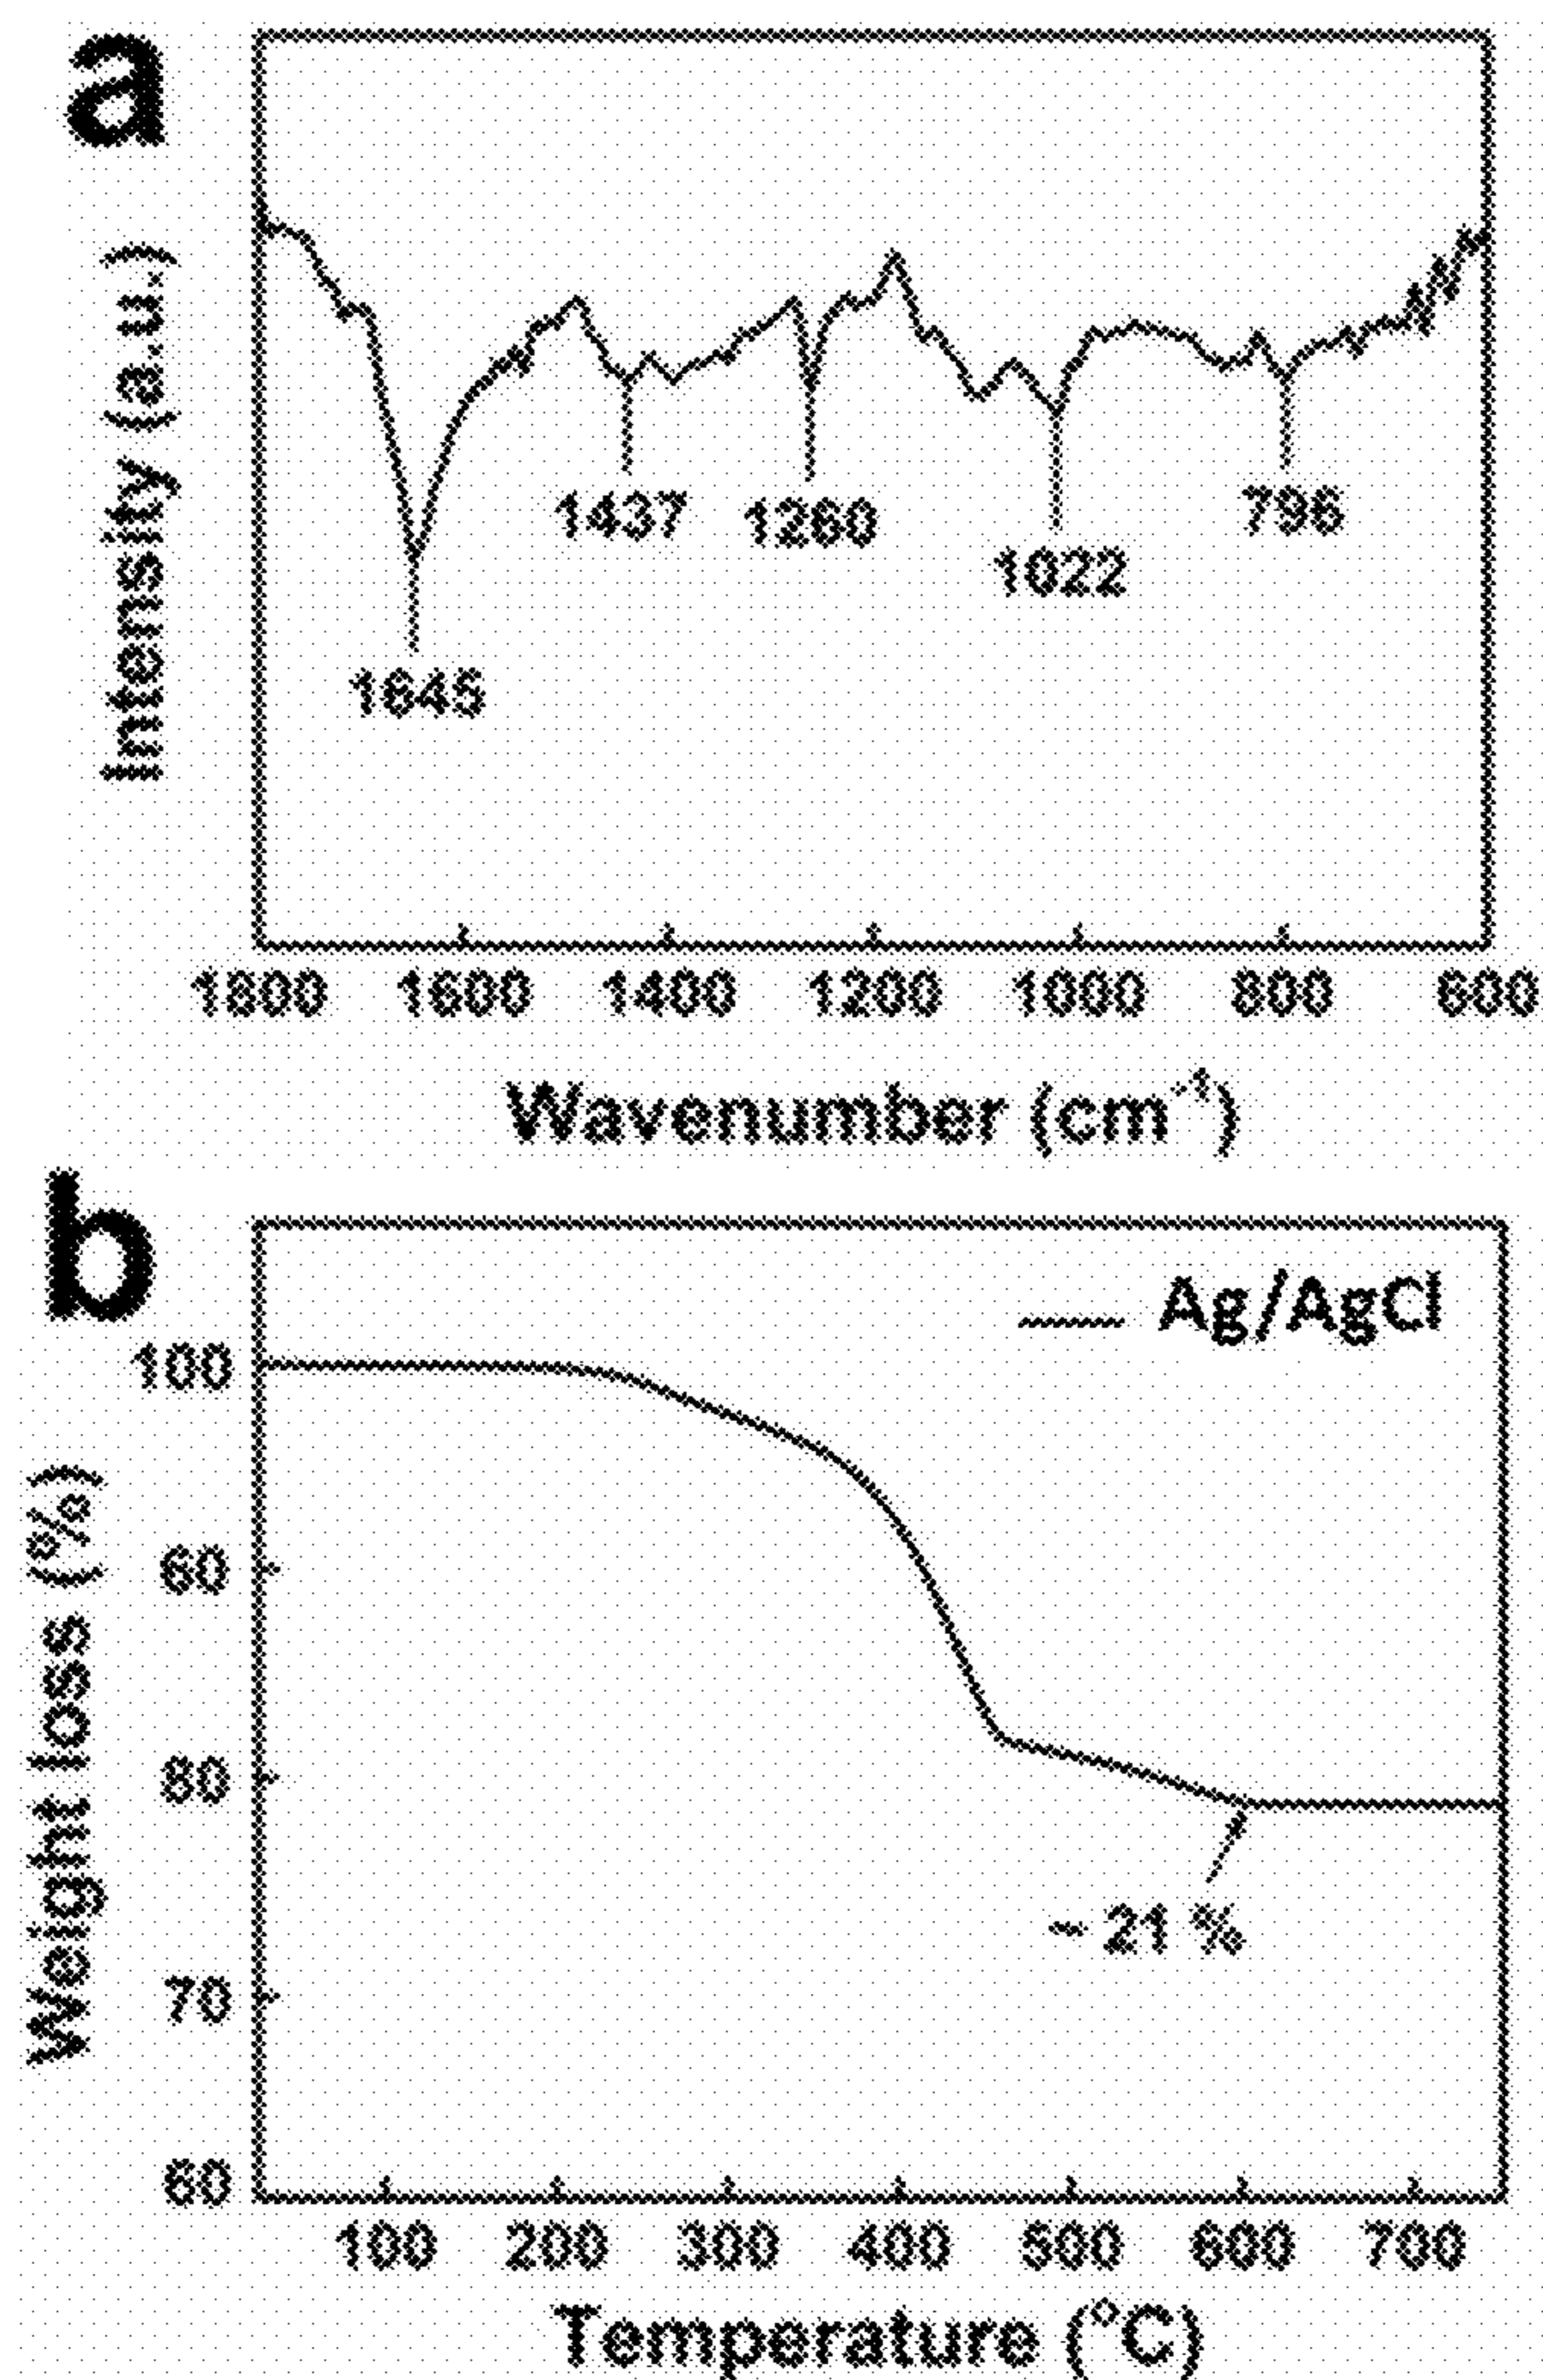 a
Intensity (a.u.)
1645
1437
1260
1022
796
1800 1600 1400 1200 1000 800 600
Wavenumber (cm⁻¹)
b
Ag/AgCl
Weight loss (%)
100
60
80
70
60
~ 21 %
100 200 300 400 500 600 700
Temperature (°C)